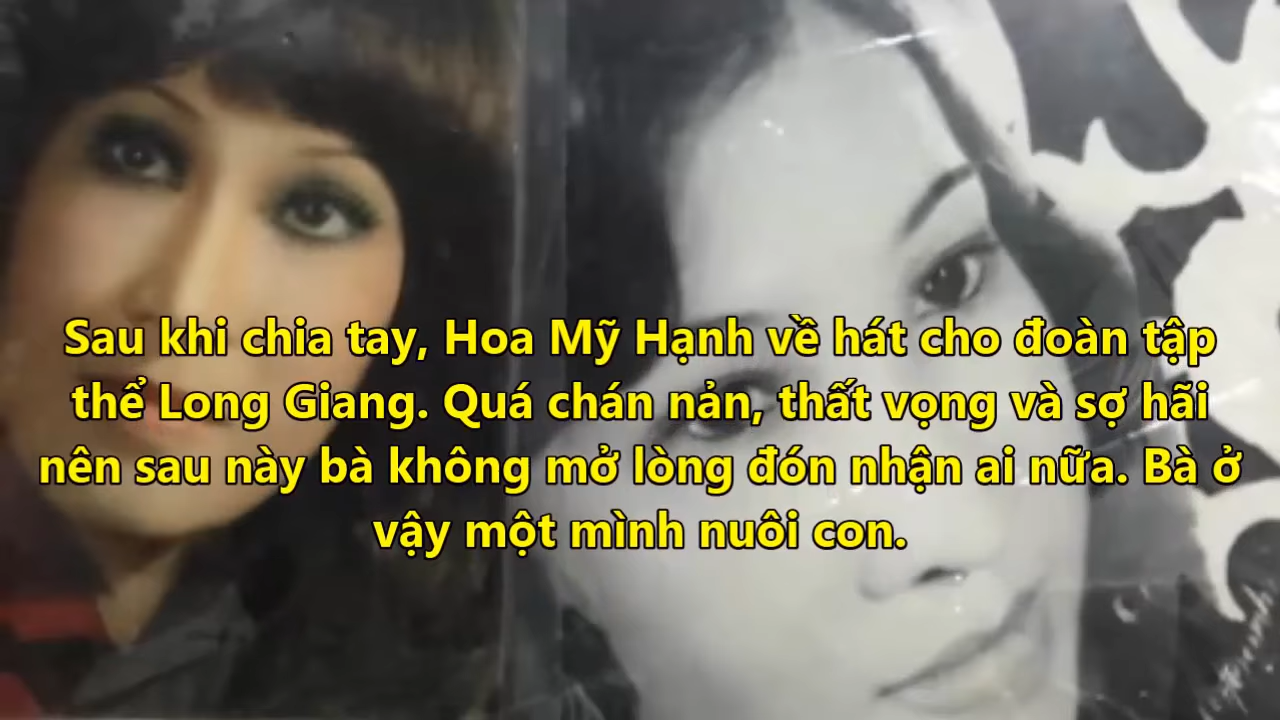 Sau khi chia tay, Hoa Mỹ Hạnh về hát cho đoàn tập
thể Long Giang. Quá chán nản, thất vọng và sợ hãi
nên sau này bà không mở lòng đón nhận ai nữa. Bà ở
vậy một mình nuôi con.